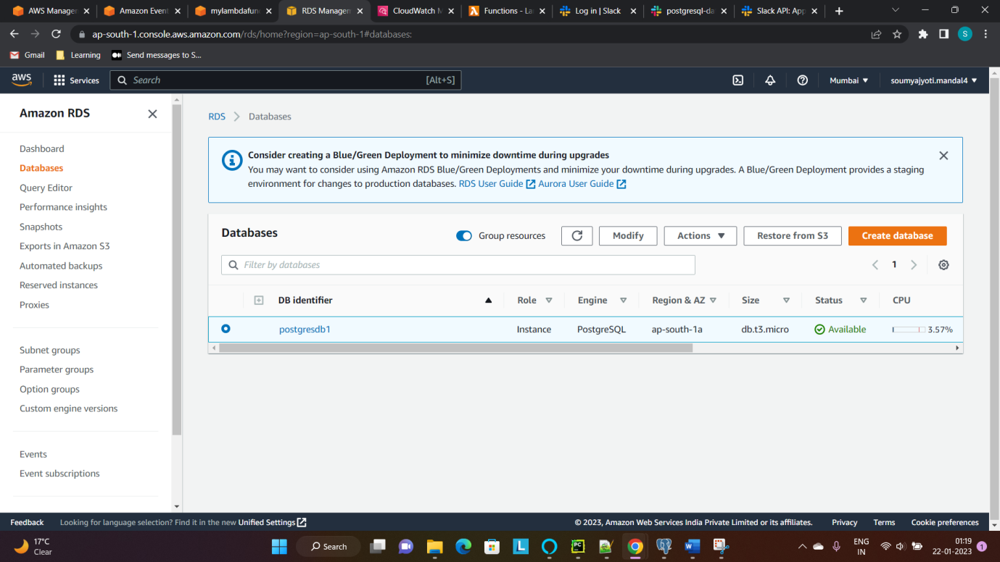 AWS Manager
Amazon Event
mylambdafun
RDS Managem
CloudWatch M
Functions - La
Log in | Slack
postgresql-da
Slack API: App
ap-south-1.console.aws.amazon.com/rds/home?region=ap-south-1#databases:
S
Gmail
Learning
Send messages to S...
aws
Services
Search
[Alt+S]
Mumbai
soumyajyoti.mandal4
Amazon RDS
Dashboard
Databases
Query Editor
Performance insights
Snapshots
Exports in Amazon S3
Automated backups
Reserved instances
Proxies
Subnet groups
Parameter groups
Option groups
Custom engine versions
Events
Event subscriptions
RDS
Databases
Consider creating a Blue/Green Deployment to minimize downtime during upgrades
You may want to consider using Amazon RDS Blue/Green Deployments and minimize your downtime during upgrades. A Blue/Green Deployment provides a staging
environment for changes to production databases. RDS User Guide Aurora User Guide
Databases
Group resources
Modify
Actions
Restore from S3
Create database
Filter by databases
1
DB identifier Role Engine Region & AZ Size Status CPU
postgresdb1 Instance PostgreSQL ap-south-1a db.t3.micro Available 3.57%
Feedback
Looking for language selection? Find it in the new Unified Settings
© 2023, Amazon Web Services India Private Limited or its affiliates.
Privacy
Terms
Cookie preferences
17°C
Clear
Search
L
PC
W
ENG
IN
01:19
22-01-2023
1